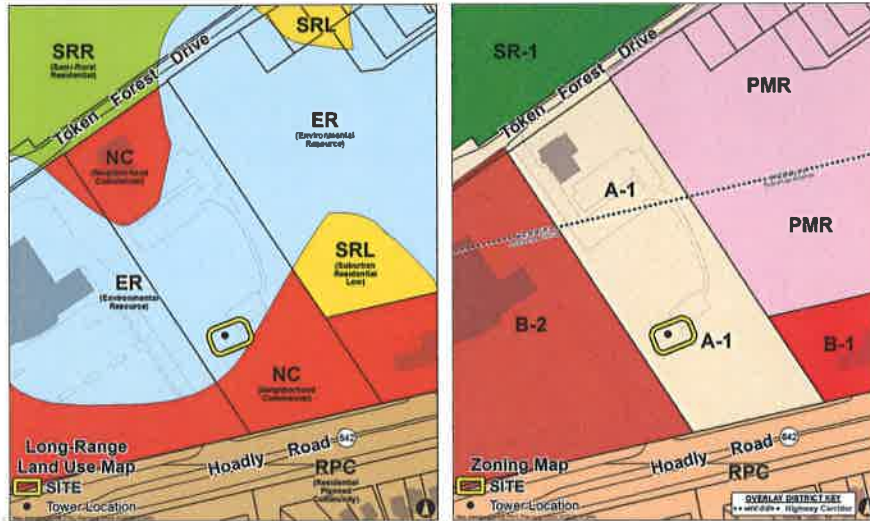 SRR
(Semi-Rural
Residential)
SRL
Token Forest Drive
ER
(Environmental
Resource)
NC
(Neighborhood
Commercial)
SRL
(Suburban
Residential
Low)
ER
(Environmental
Resource)
NC
(Neighborhood
Commercial)
Hoadly Road 642
RPC
(Residential
Planned
Community)
Long-Range
Land Use Map
SITE
Tower Location
SR-1
Token Forest Drive
PMR
A-1
PMR
B-2
A-1
B-1
Hoadly Road 642
RPC
Zoning Map
SITE
Tower Location
OVERLAY DISTRICT KEY
Highway Corridor